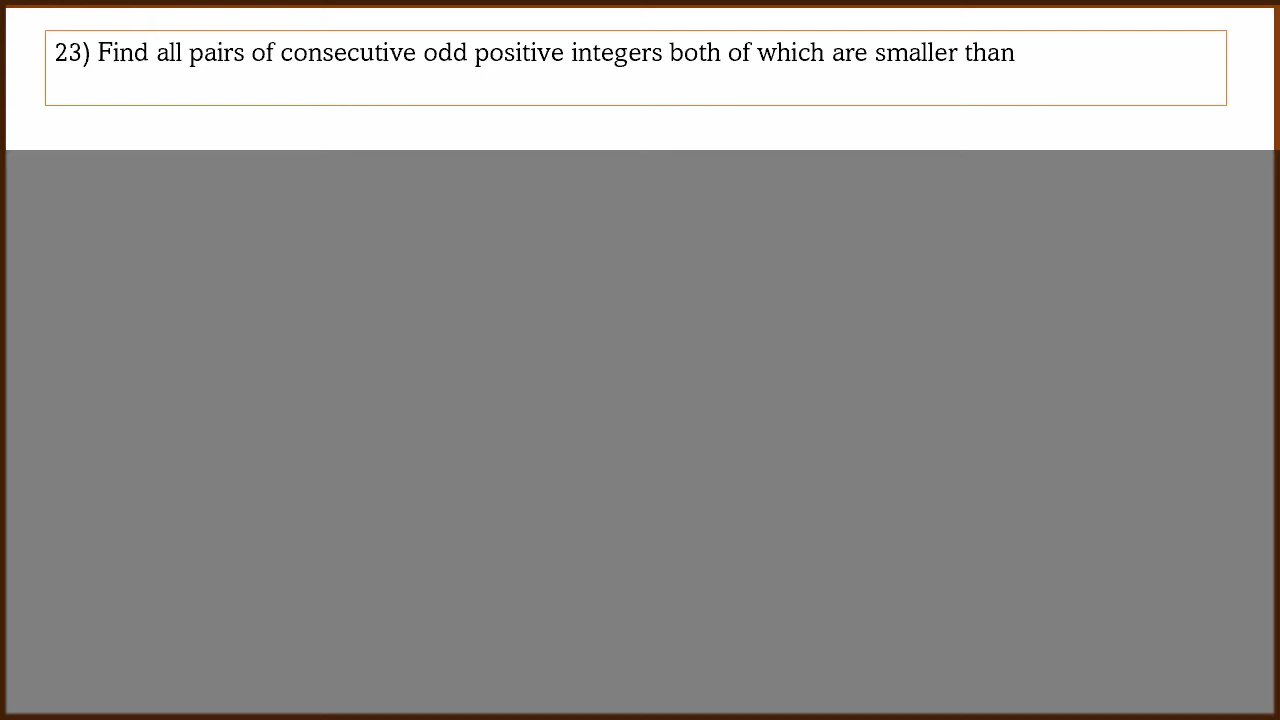 23) Find all pairs of consecutive odd positive integers both of which are smaller than